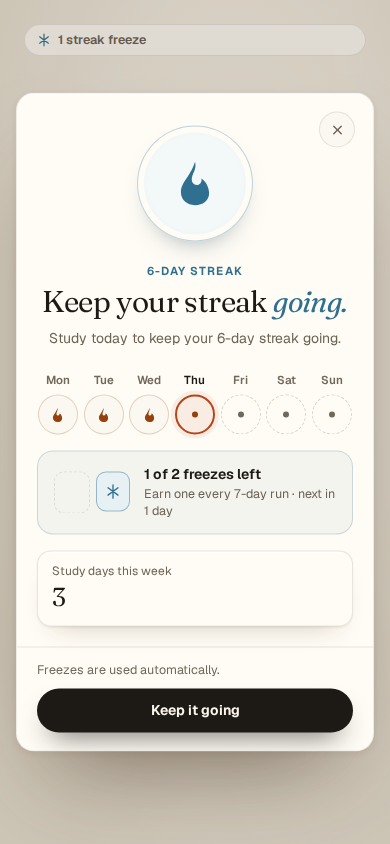 1 streak freeze
6-DAY STREAK
Keep your streak going.
Study today to keep your 6-day streak going.
Mon Tue Wed Thu Fri Sat Sun
1 of 2 freezes left
Earn one every 7-day run · next in
1 day
Study days this week
3
Freezes are used automatically.
Keep it going